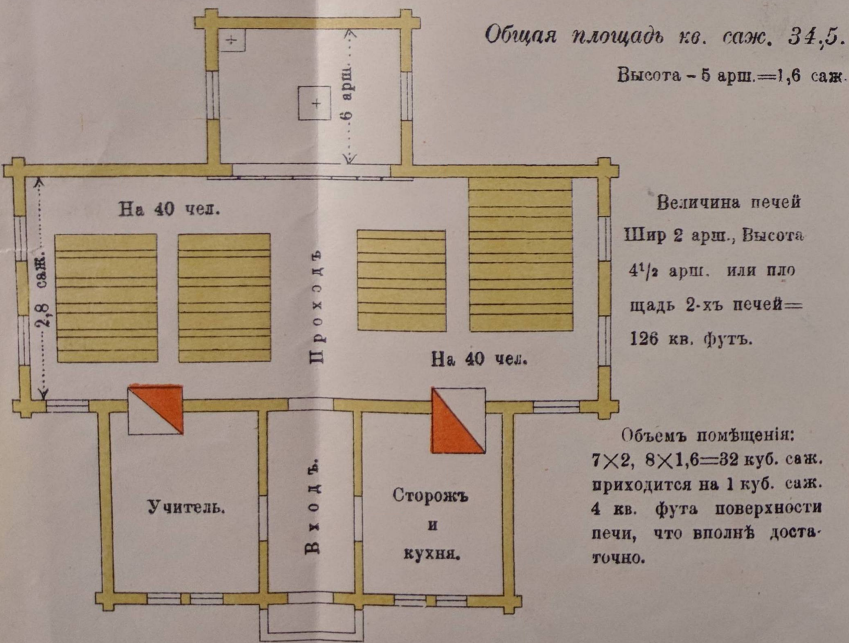 Общая площадь кв. саж. 34,5.
Высота – 5 арш.=1,6 саж.
6 арш.
÷
+
На 40 чел.
2,8 саж.
Проходъ
На 40 чел.
Величина печей
Шир 2 арш., Высота
4¹/₂ арш. или пло
щадь 2-хъ печей=
126 кв. футъ.
Учитель.
Входъ.
Сторожъ
и
кухня.
Объемъ помѣщенія:
7×2, 8×1,6=32 куб. саж.
приходится на 1 куб. саж.
4 кв. фута поверхности
печи, что вполнѣ доста-
точно.